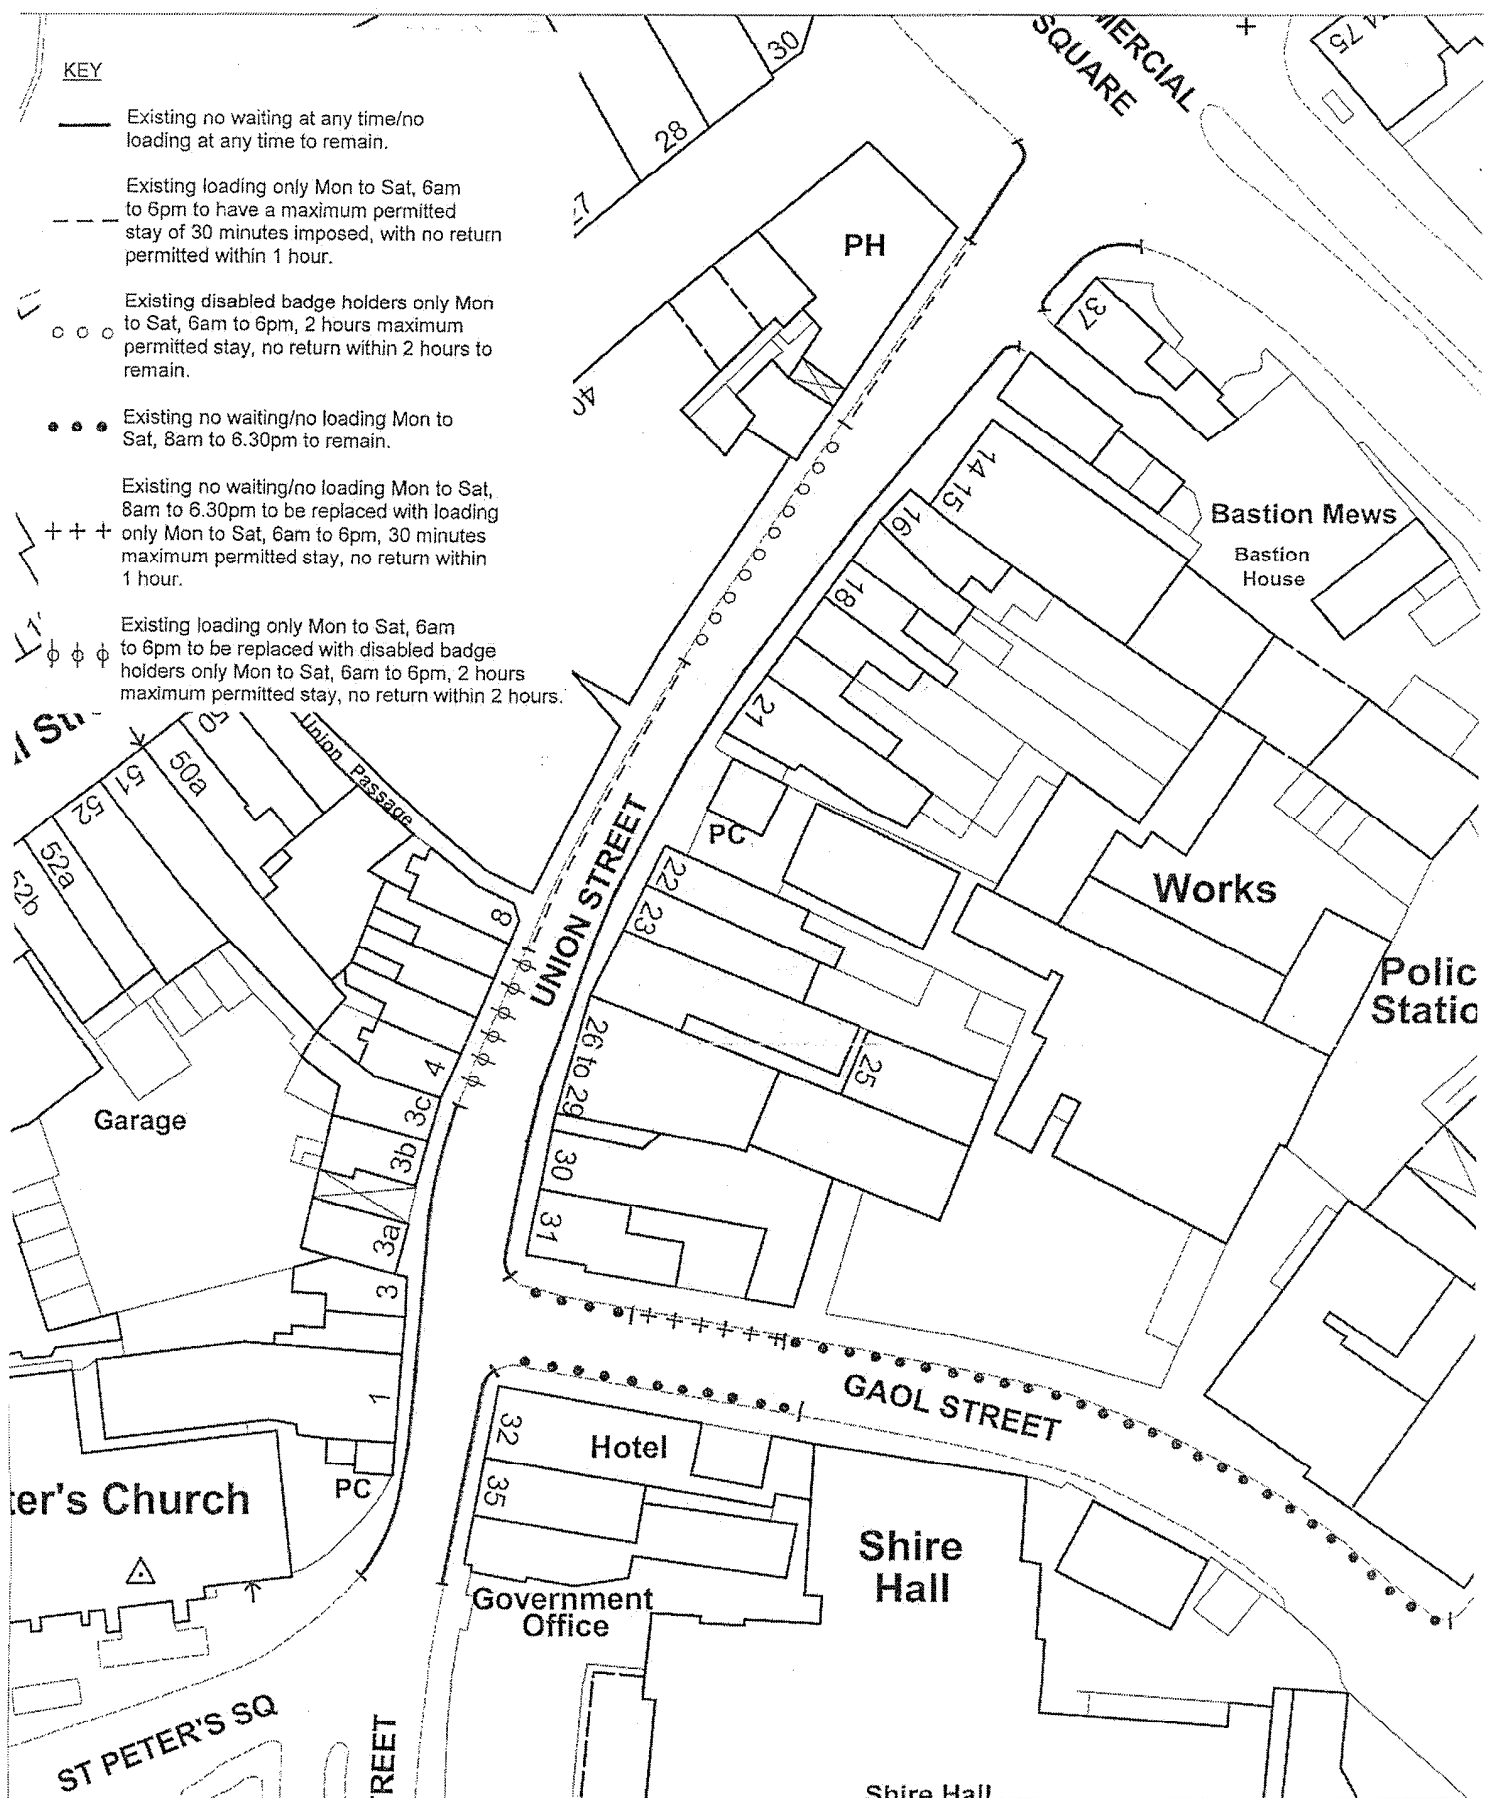 KEY
Existing no waiting at any time/no
loading at any time to remain.
Existing loading only Mon to Sat, 6am
to 6pm to have a maximum permitted
stay of 30 minutes imposed, with no return
permitted within 1 hour.
Existing disabled badge holders only Mon
to Sat, 6am to 6pm, 2 hours maximum
permitted stay, no return within 2 hours to
remain.
Existing no waiting/no loading Mon to
Sat, 8am to 6.30pm to remain.
Existing no waiting/no loading Mon to Sat,
8am to 6.30pm to be replaced with loading
only Mon to Sat, 6am to 6pm, 30 minutes
maximum permitted stay, no return within
1 hour.
Existing loading only Mon to Sat, 6am
to 6pm to be replaced with disabled badge
holders only Mon to Sat, 6am to 6pm, 2 hours
maximum permitted stay, no return within 2 hours.
MERCIAL
SQUARE
75
30
28
PH
37
40
14 15
16
18
21
Bastion Mews
Bastion
House
PC
22
23
Works
Polic
Statio
Union Passage
50
50a
51
52
52a
52b
8
UNION STREET
4
3c
3b
3a
3
1
Garage
25
26 to 29
30
31
GAOL STREET
32
Hotel
35
PC
ter's Church
Shire
Hall
Government
Office
ST PETER'S SQ
TREET
Shire Hall